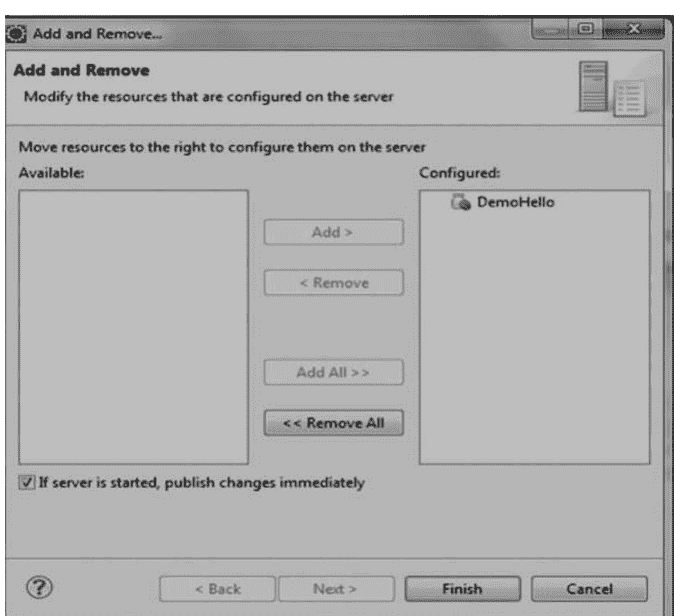 Add and Remove...
Add and Remove
Modify the resources that are configured on the server
Move resources to the right to configure them on the server
Available:
Configured:
DemoHello
Add >
< Remove
Add All >>
<< Remove All
If server is started, publish changes immediately
?
< Back
Next >
Finish
Cancel